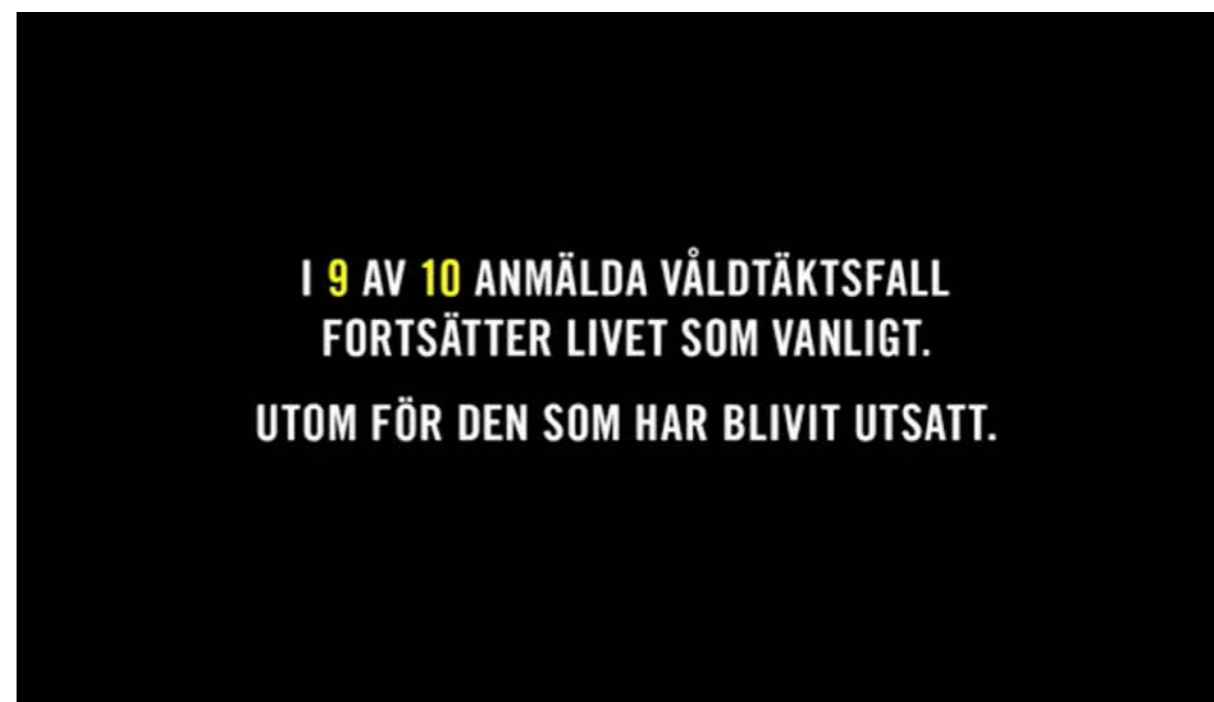 I 9 AV 10 ANMÄLDA VÅLDTÄKTSFALL
FORTSÄTTER LIVET SOM VANLIGT.
UTOM FÖR DEN SOM HAR BLIVIT UTSATT.